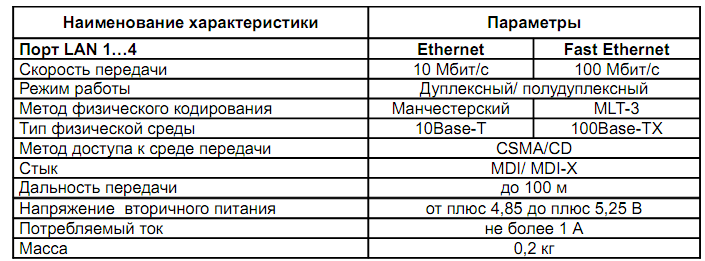 Наименование характеристики Параметры
Порт LAN 1…4 Ethernet Fast Ethernet
Скорость передачи 10 Мбит/с 100 Мбит/с
Режим работы Дуплексный/ полудуплексный
Метод физического кодирования Манчестерский MLT-3
Тип физической среды 10Base-T 100Base-TX
Метод доступа к среде передачи CSMA/CD
Стык MDI/ MDI-X
Дальность передачи до 100 м
Напряжение вторичного питания от плюс 4,85 до плюс 5,25 В
Потребляемый ток не более 1 А
Масса 0,2 кг